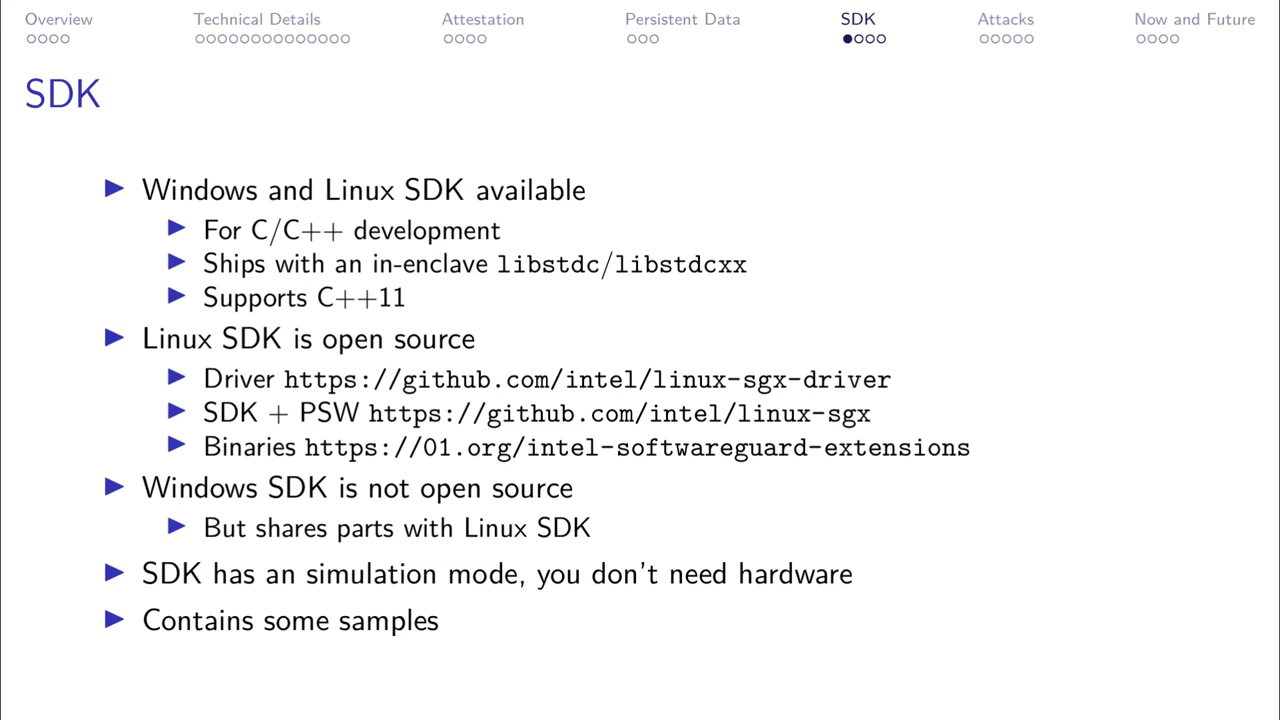 Overview Technical Details Attestation Persistent Data SDK Attacks Now and Future
SDK
Windows and Linux SDK available
For C/C++ development
Ships with an in-enclave libstdc/libstdcxx
Supports C++11
Linux SDK is open source
Driver https://github.com/intel/linux-sgx-driver
SDK + PSW https://github.com/intel/linux-sgx
Binaries https://01.org/intel-softwareguard-extensions
Windows SDK is not open source
But shares parts with Linux SDK
SDK has an simulation mode, you don't need hardware
Contains some samples